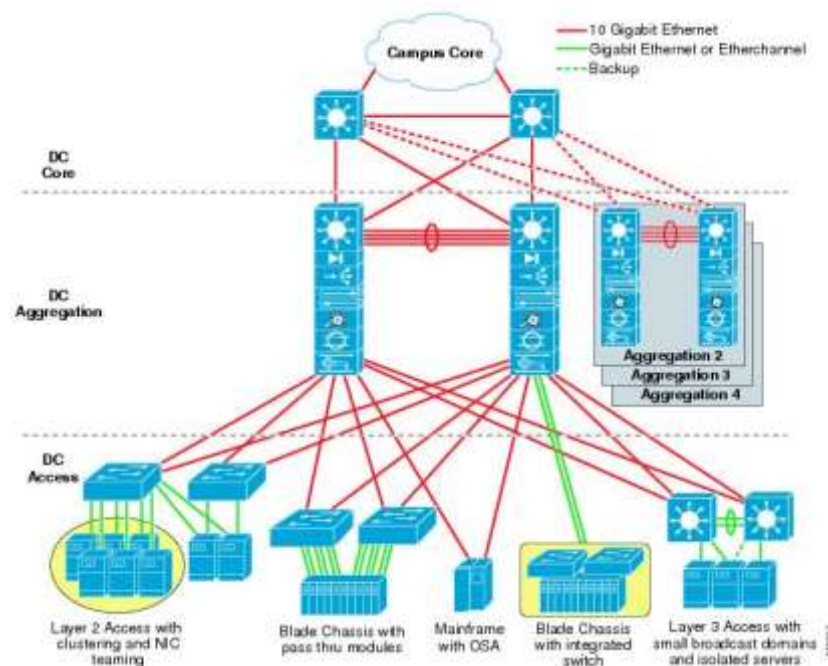 10 Gigabit Ethernet
Gigabit Ethernet or Etherchannel
Backup
Campus Core
DC
Core
DC
Aggregation
Aggregation 2
Aggregation 3
Aggregation 4
DC
Access
Layer 2 Access with
clustering and NIC
teaming
Blade Chassis with
pass thru modules
Mainframe
with OSA
Blade Chassis
with integrated
switch
Layer 3 Access with
small broadcast domains
and isolated servers